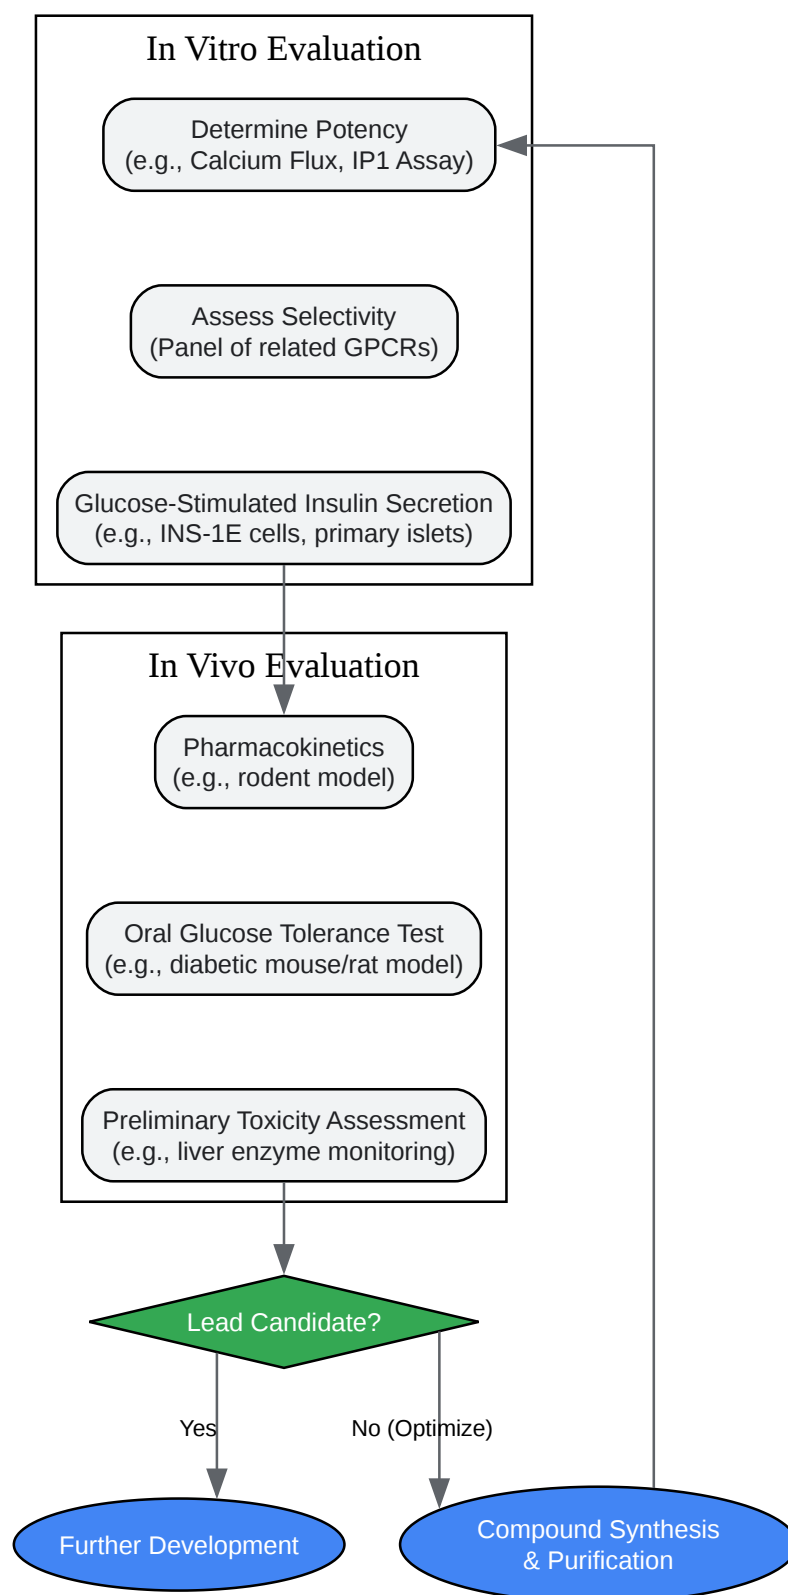 In Vitro Evaluation
Determine Potency
(e.g., Calcium Flux, IP1 Assay)
Assess Selectivity
(Panel of related GPCRs)
Glucose-Stimulated Insulin Secretion
(e.g., INS-1E cells, primary islets)
In Vivo Evaluation
Pharmacokinetics
(e.g., rodent model)
Oral Glucose Tolerance Test
(e.g., diabetic mouse/rat model)
Preliminary Toxicity Assessment
(e.g., liver enzyme monitoring)
Lead Candidate?
Yes
No (Optimize)
Further Development
Compound Synthesis
& Purification